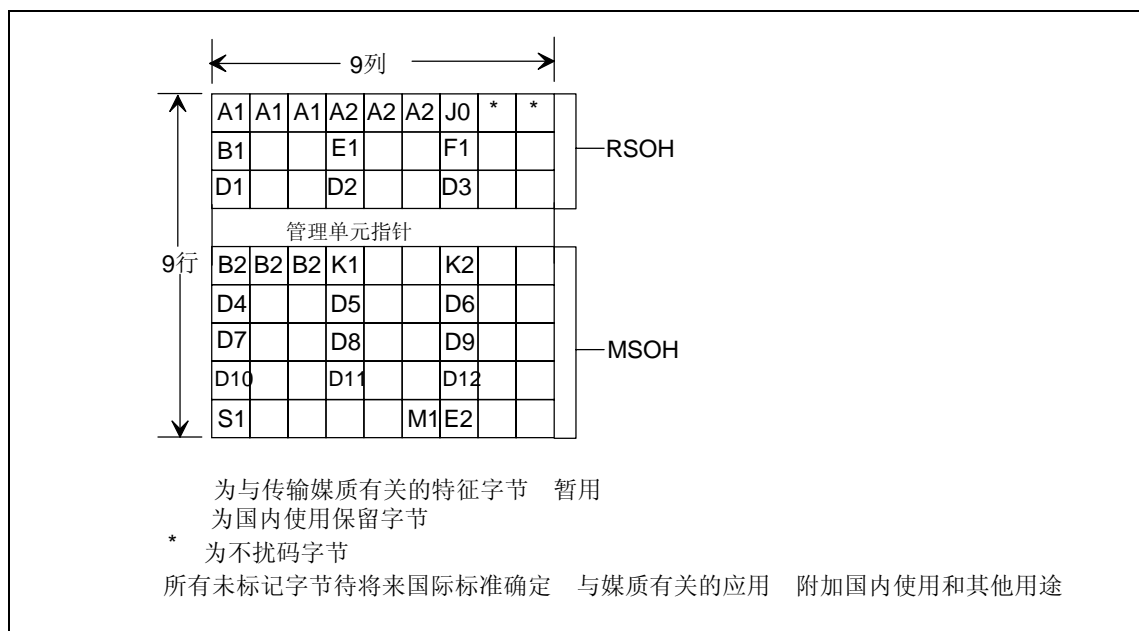 9列
A1 A1 A1 A2 A2 A2 J0 * *
B1 E1 F1
RSOH
D1 D2 D3
管理单元指针
9行
B2 B2 B2 K1 K2
D4 D5 D6
D7 D8 D9
MSOH
D10 D11 D12
S1 M1 E2
为与传输媒质有关的特征字节 暂用
为国内使用保留字节
* 为不扰码字节
所有未标记字节待将来国际标准确定 与媒质有关的应用 附加国内使用和其他用途